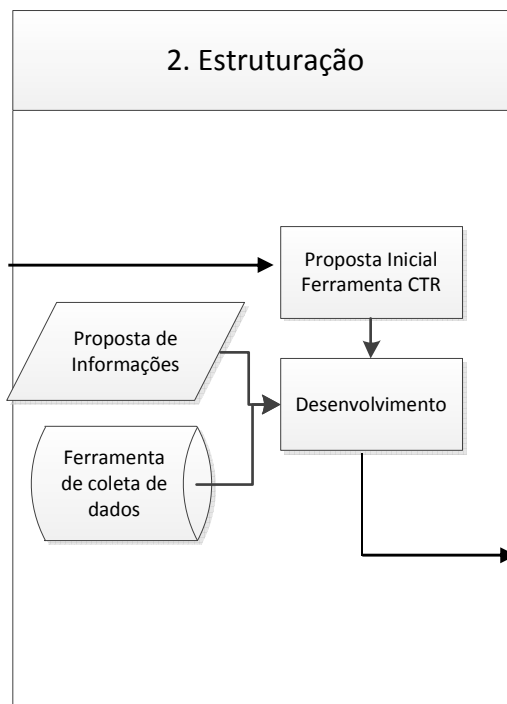 2. Estruturação
Proposta Inicial
Ferramenta CTR
Proposta de
Informações
Desenvolvimento
Ferramenta
de coleta de
dados